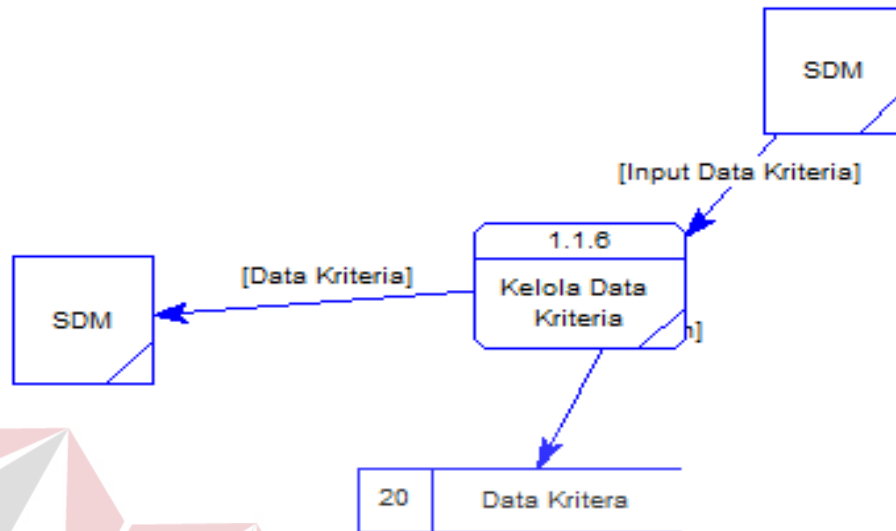 SDM
[Input Data Kriteria]
1.1.6
[Data Kriteria]
Kelola Data
Kriteria
SDM
20
Data Kritera